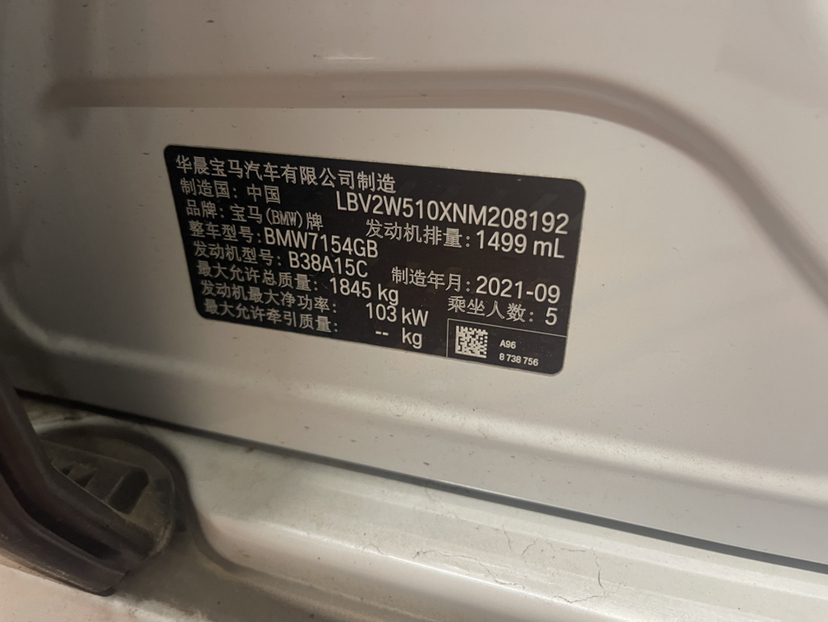 华晨宝马汽车有限公司制造
制造国: 中国 LBV2W510XNM208192
品牌: 宝马(BMW)牌 发动机排量: 1499 mL
整车型号: BMW7154GB
发动机型号: B38A15C 制造年月: 2021-09
最大允许总质量: 1845 kg 乘坐人数: 5
发动机最大净功率: 103 kW
最大允许牵引质量: -- kg
A96
8 738 756